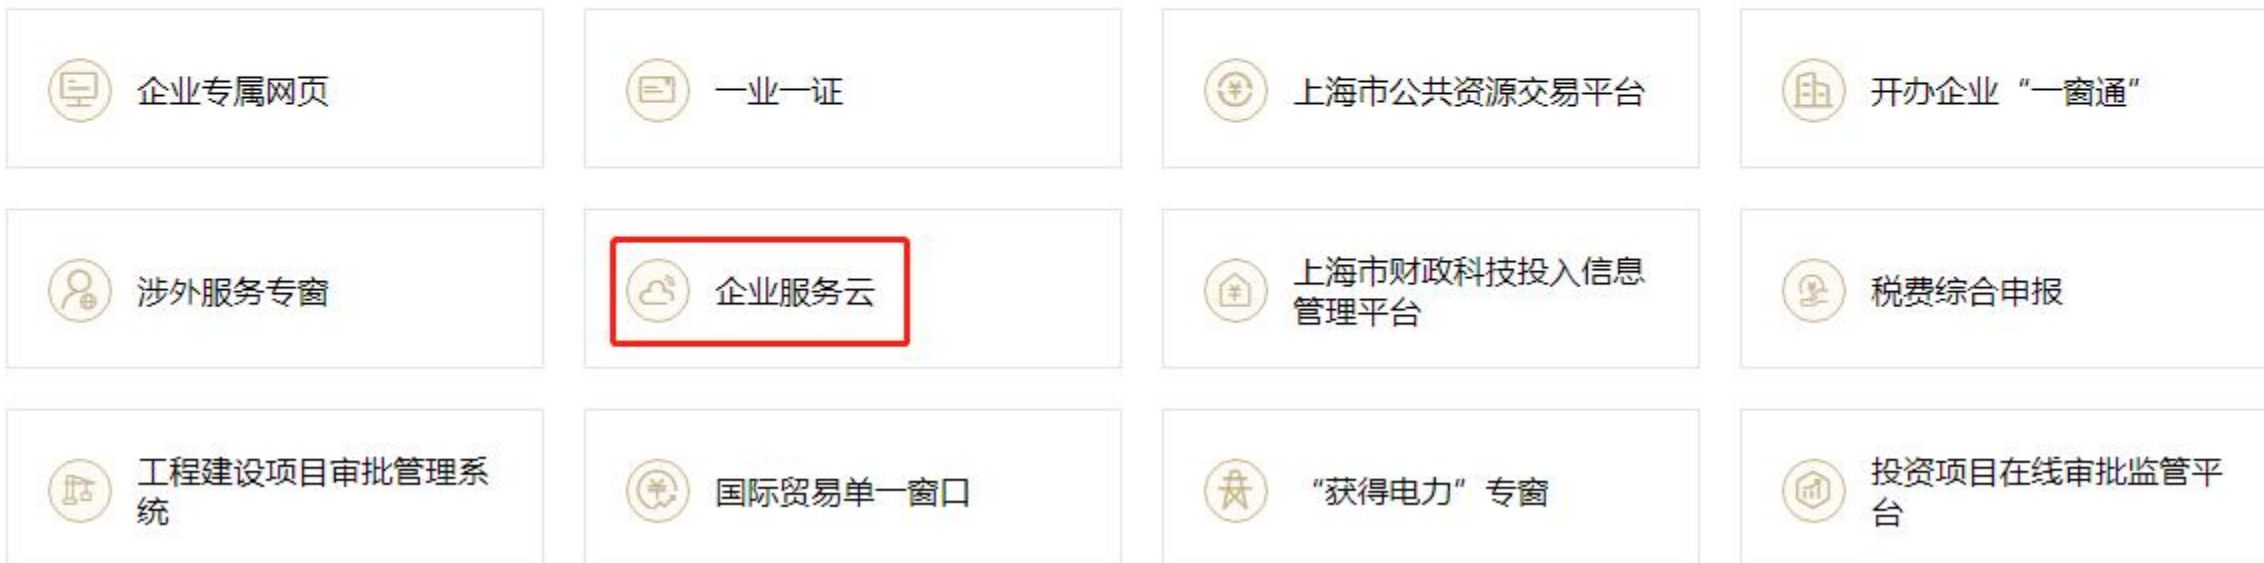 企业专属网页
一业一证
上海市公共资源交易平台
开办企业“一窗通”
涉外服务专窗
企业服务云
上海市财政科技投入信息
管理平台
税费综合申报
工程建设项目审批管理系
统
国际贸易单一窗口
“获得电力”专窗
投资项目在线审批监管平
台